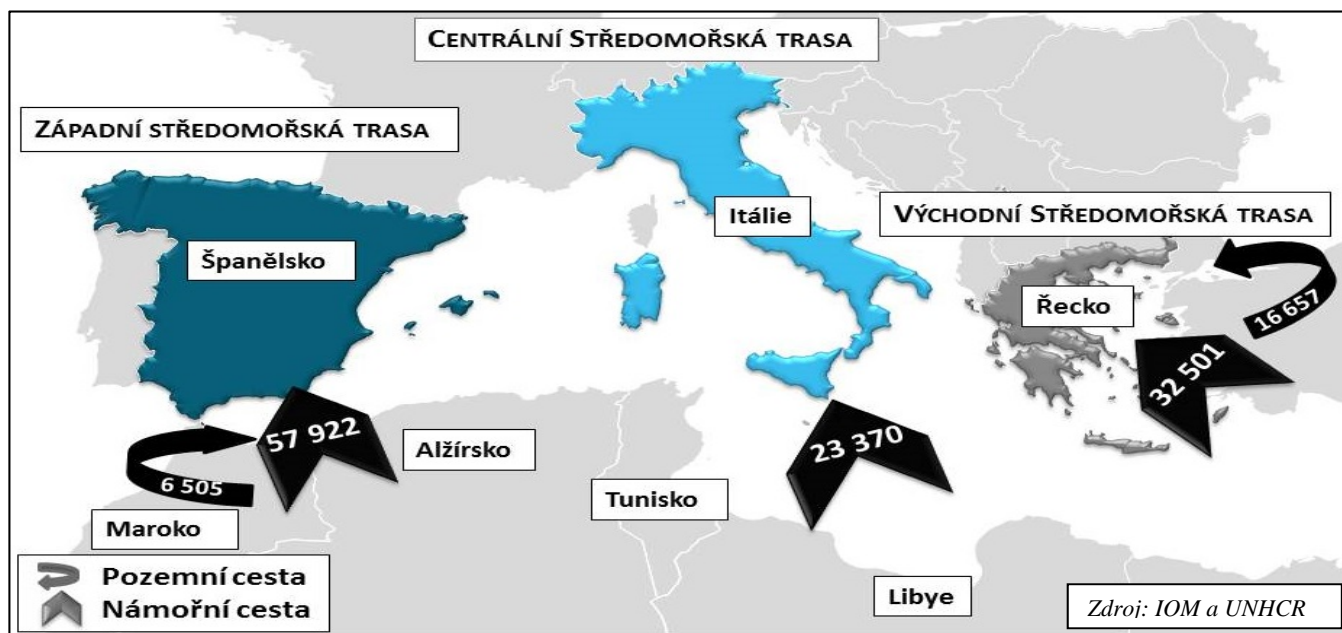 CENTRÁLNÍ STŘEDOMOŘSKÁ TRASA
ZÁPADNÍ STŘEDOMOŘSKÁ TRASA
VÝCHODNÍ STŘEDOMOŘSKÁ TRASA
Itálie
Španělsko
Řecko
16 657
32 501
57 922
23 370
Alžírsko
6 505
Tunisko
Maroko
Libye
Pozemní cesta
Námořní cesta
Zdroj: IOM a UNHCR